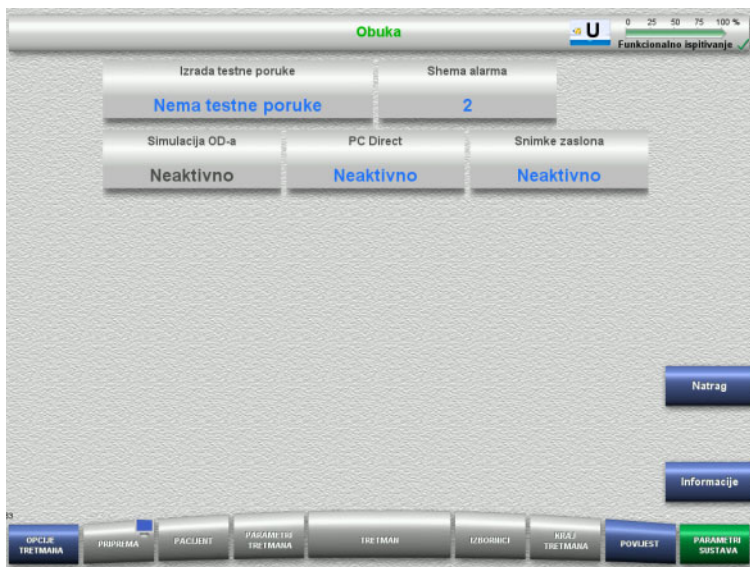 Obuka
U
0 25 50 75 100 %
Funkcionalno ispitivanje
Izrada testne poruke
Nema testne poruke
Shema alarma
2
Simulacija OD-a
Neaktivno
PC Direct
Neaktivno
Snimke zaslona
Neaktivno
Natrag
Informacije
OPCIJE
TRETMANA
PRIPREMA
PACIJENT
PARAMETRI
TRETMANA
TRETMAN
IZBORNICI
KRAJ
TRETMANA
POVIJEST
PARAMETRI
SUSTAVA